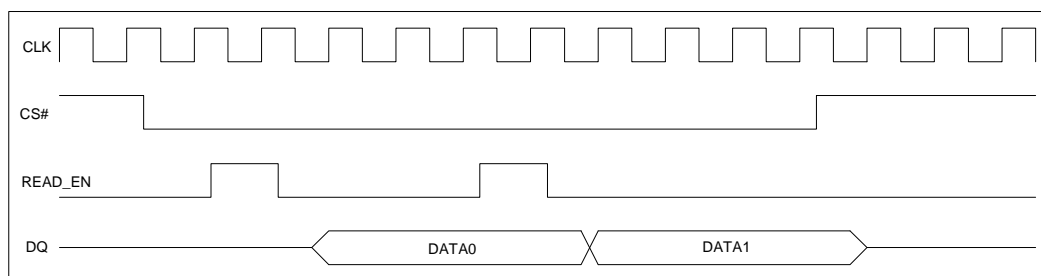 CLK
CS#
READ_EN
DQ
DATA0
DATA1